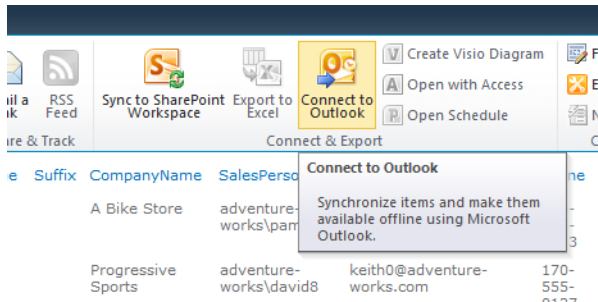 Create Visio Diagram
RSS Feed
Sync to SharePoint Workspace
Export to Excel
Connect to Outlook
Open with Access
Open Schedule
& Track
Connect & Export
Suffix CompanyName
Connect to Outlook
Synchronize items and make them
available offline using Microsoft
Outlook.
A Bike Store
adventure-
Progressive
Sports
adventure-
works\david8
keith0@adventure-
works.com
170-
555-